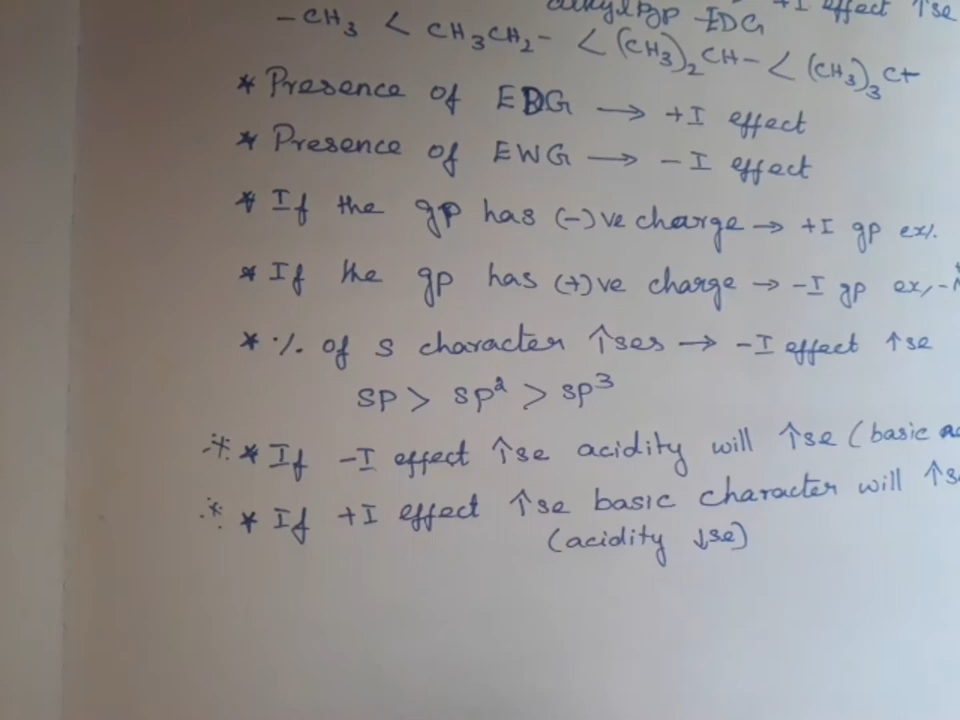 alkyl gp EDG +I effect ↑se
-CH3 < CH3CH2- < (CH3)2CH- < (CH3)3C+
* Presence of EDG → +I effect
* Presence of EWG → -I effect
* If the gp has (-)ve charge → +I gp ex/.
* If the gp has (+)ve charge → -I gp ex, -
* ·/. of s character ↑ses → -I effect ↑se
sp > sp² > sp³
* If -I effect ↑se acidity will ↑se (basic
* If +I effect ↑se basic character will
(acidity ↓se)